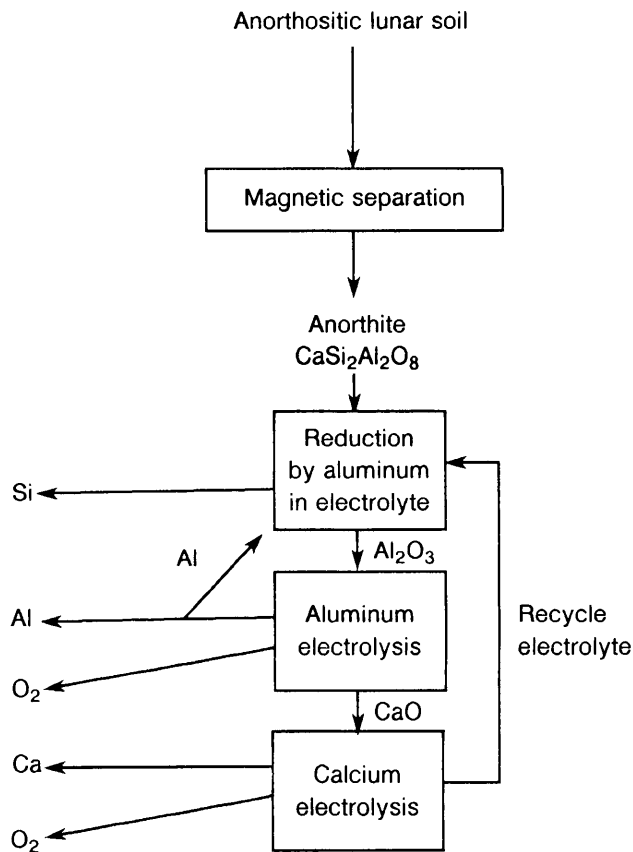 Anorthositic lunar soil
Magnetic separation
Anorthite
CaSi₂Al₂O₈
Reduction
by aluminum
in electrolyte
Si
Al
Al₂O₃
Al
Aluminum
electrolysis
Recycle
electrolyte
O₂
CaO
Ca
Calcium
electrolysis
O₂